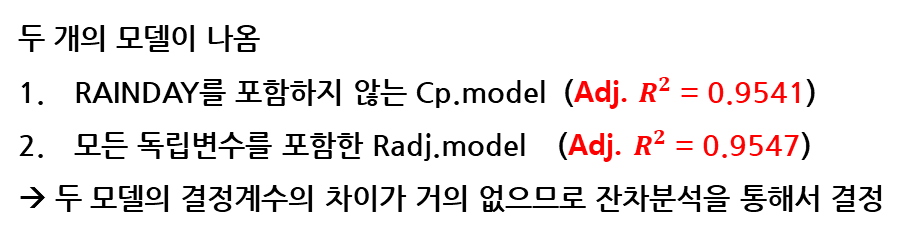 두 개의 모델이 나옴
1. RAINDAY를 포함하지 않는 Cp.model (Adj. R² = 0.9541)
2. 모든 독립변수를 포함한 Radj.model (Adj. R² = 0.9547)
→ 두 모델의 결정계수의 차이가 거의 없으므로 잔차분석을 통해서 결정